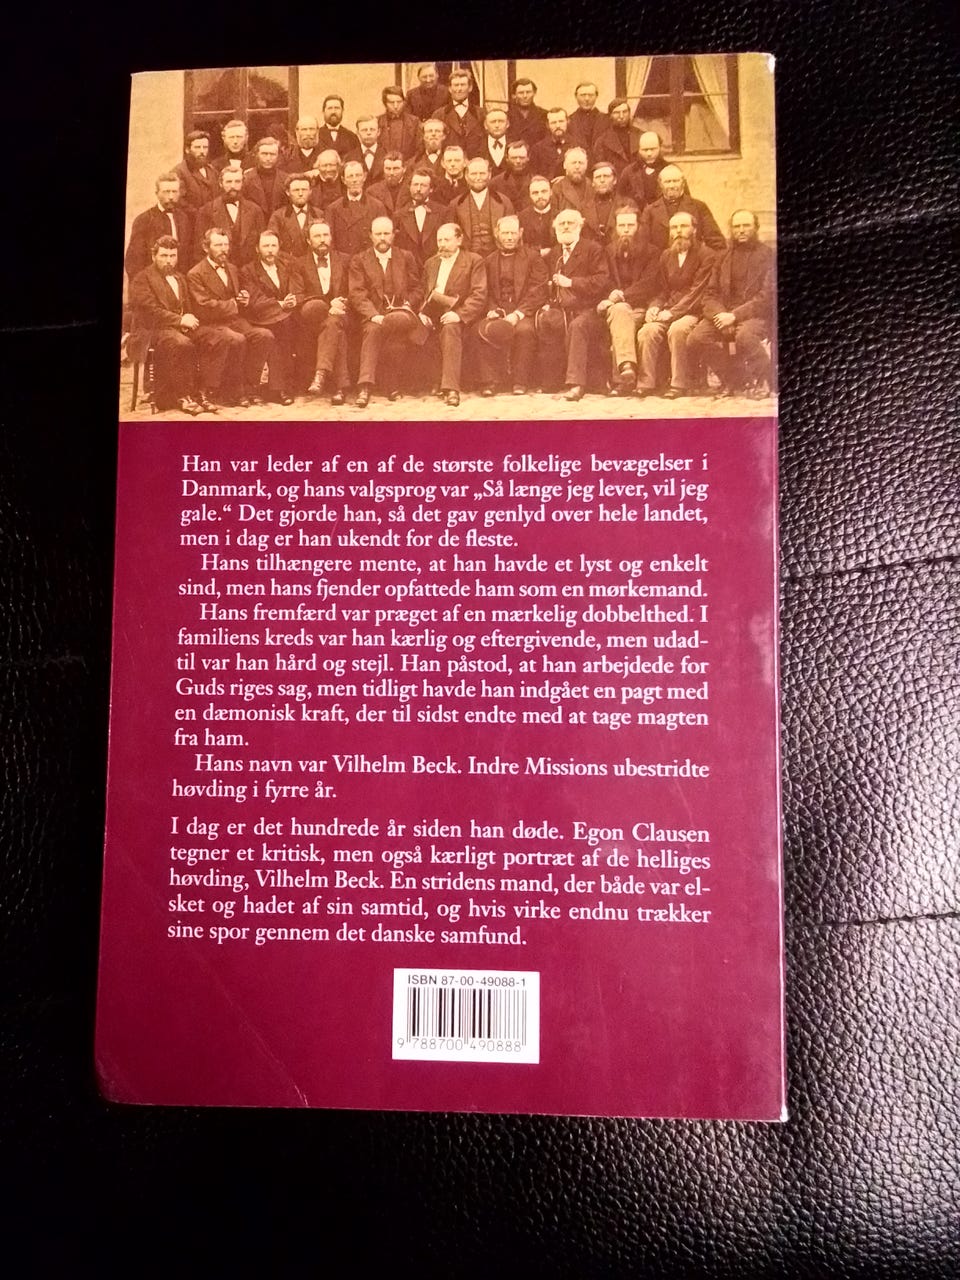 Han var leder af en af de største folkelige bevægelser i
Danmark, og hans valgsprog var „Så længe jeg lever, vil jeg
gale.“ Det gjorde han, så det gav genlyd over hele landet,
men i dag er han ukendt for de fleste.
Hans tilhængere mente, at han havde et lyst og enkelt
sind, men hans fjender opfattede ham som en mørkemand.
Hans fremfærd var præget af en mærkelig dobbelthed. I
familiens kreds var han kærlig og eftergivende, men udad-
til var han hård og stejl. Han påstod, at han arbejdede for
Guds riges sag, men tidligt havde han indgået en pagt med
en dæmonisk kraft, der til sidst endte med at tage magten
fra ham.
Hans navn var Vilhelm Beck. Indre Missions ubestridte
høvding i fyrre år.
I dag er det hundrede år siden han døde. Egon Clausen
tegner et kritisk, men også kærligt portræt af de helliges
høvding, Vilhelm Beck. En stridens mand, der både var el-
sket og hadet af sin samtid, og hvis virke endnu trækker
sine spor gennem det danske samfund.
ISBN 87-00-49088-1
9 788700 490888